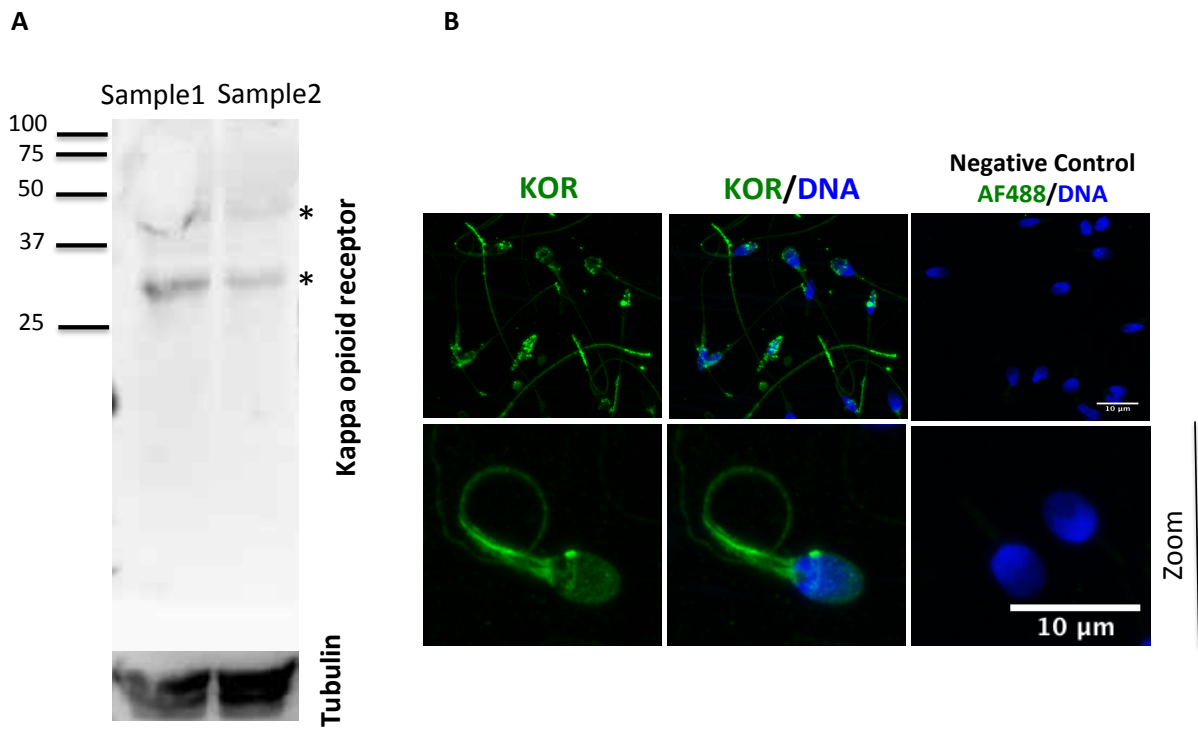 A
B
Sample1 Sample2
100
75
50
37
25
*
*
Kappa opioid receptor
Tubulin
KOR
KOR/DNA
Negative Control
AF488/DNA
10 µm
Zoom
10 µm